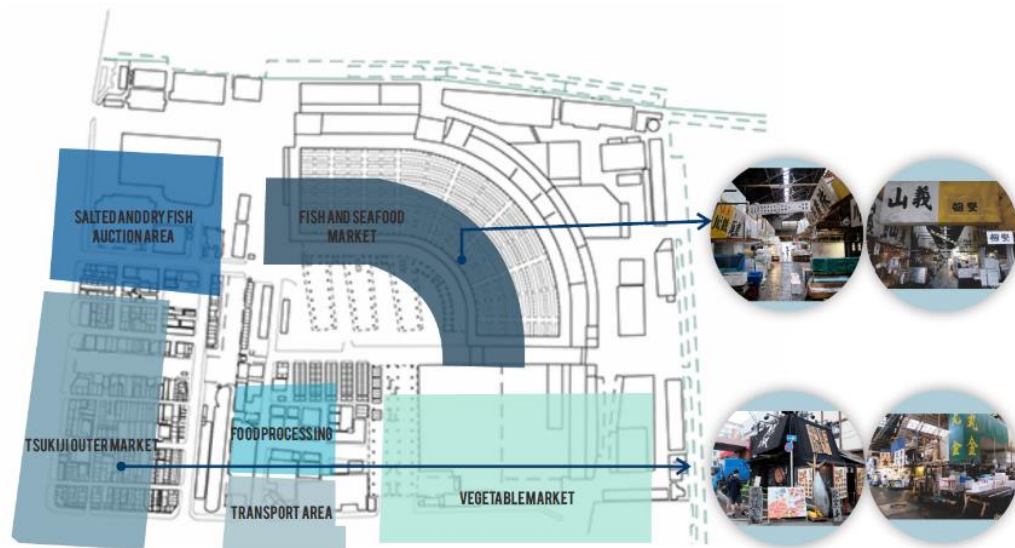 SALTED AND DRY FISH
AUCTION AREA
FISH AND SEAFOOD
MARKET
山義
TSUKIJI OUTER MARKET
FOOD PROCESSING
VEGETABLE MARKET
TRANSPORT AREA